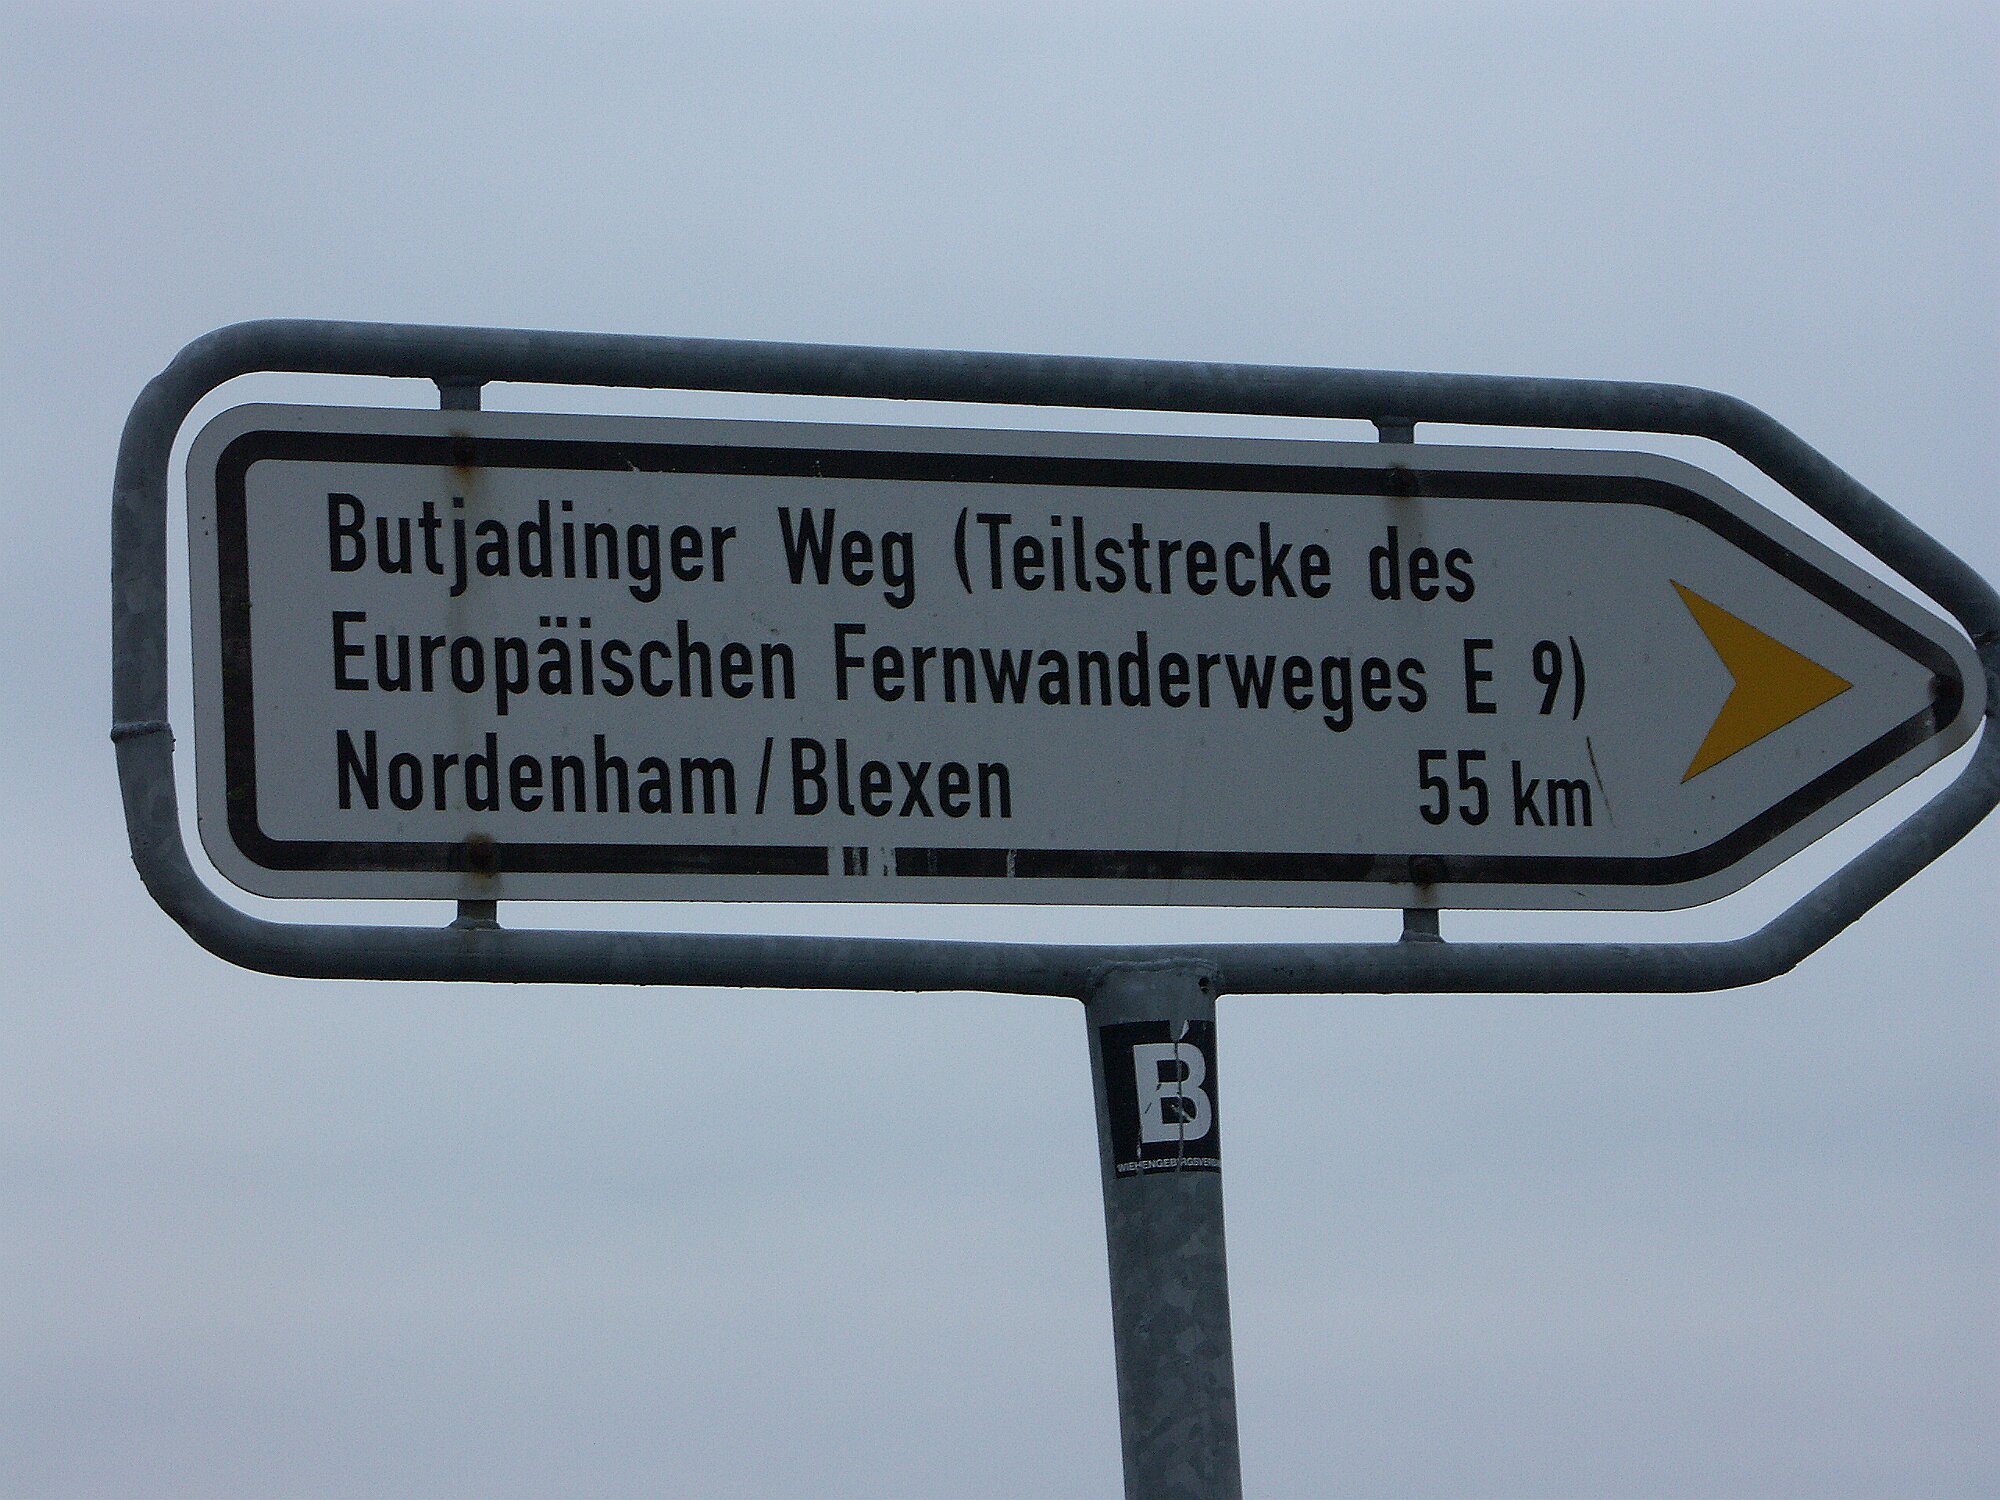 Butjadinger Weg (Teilstrecke des
Europäischen Fernwanderweges E 9)
Nordenham / Blexen 55 km
B